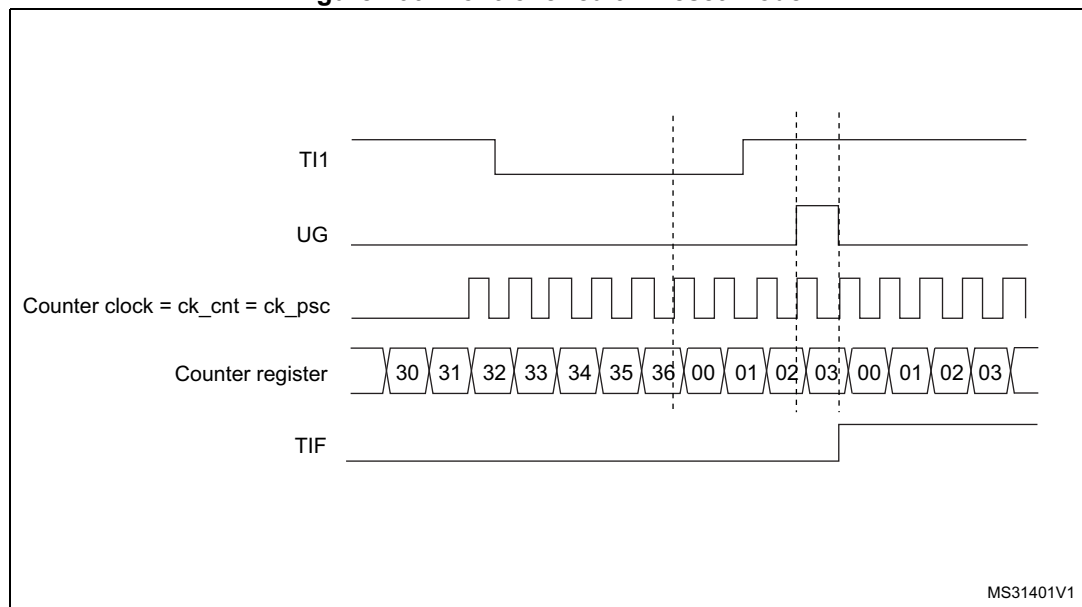 TI1
UG
Counter clock = ck_cnt = ck_psc
Counter register 30 31 32 33 34 35 36 00 01 02 03 00 01 02 03
TIF
MS31401V1